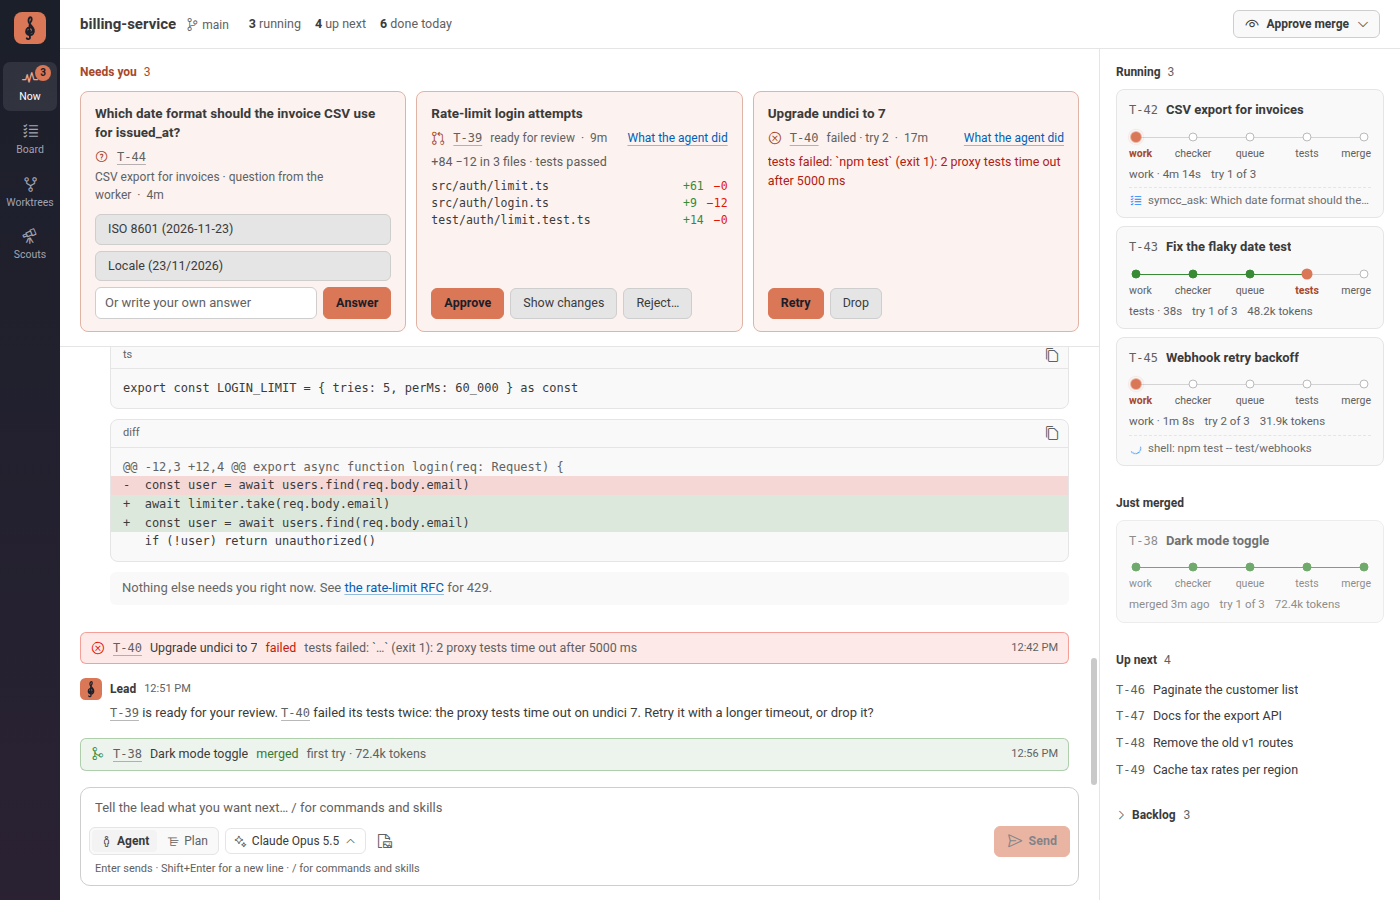 billing-service main 3 running 4 up next 6 done today
Approve merge
3
Now
Board
Worktrees
Scouts
Needs you 3
Which date format should the invoice CSV use
for issued_at?
T-44
CSV export for invoices · question from the
worker · 4m
ISO 8601 (2026-11-23)
Locale (23/11/2026)
Or write your own answer
Answer
Rate-limit login attempts
T-39 ready for review · 9m What the agent did
+84 −12 in 3 files · tests passed
src/auth/limit.ts +61 −0
src/auth/login.ts +9 −12
test/auth/limit.test.ts +14 −0
Approve Show changes Reject…
Upgrade undici to 7
T-40 failed · try 2 · 17m What the agent did
tests failed: `npm test` (exit 1): 2 proxy tests time out
after 5000 ms
Retry Drop
ts
export const LOGIN_LIMIT = { tries: 5, perMs: 60_000 } as const
diff
@@ -12,3 +12,4 @@ export async function login(req: Request) {
- const user = await users.find(req.body.email)
+ await limiter.take(req.body.email)
+ const user = await users.find(req.body.email)
if (!user) return unauthorized()
Nothing else needs you right now. See the rate-limit RFC for 429.
T-40 Upgrade undici to 7 failed tests failed: `…` (exit 1): 2 proxy tests time out after 5000 ms 12:42 PM
Lead 12:51 PM
T-39 is ready for your review. T-40 failed its tests twice: the proxy tests time out on undici 7. Retry it with a longer timeout, or drop it?
T-38 Dark mode toggle merged first try · 72.4k tokens 12:56 PM
Tell the lead what you want next… / for commands and skills
Agent Plan Claude Opus 5.5
Send
Enter sends · Shift+Enter for a new line · / for commands and skills
Running 3
T-42 CSV export for invoices
work checker queue tests merge
work · 4m 14s try 1 of 3
symcc_ask: Which date format should the…
T-43 Fix the flaky date test
work checker queue tests merge
tests · 38s try 1 of 3 48.2k tokens
T-45 Webhook retry backoff
work checker queue tests merge
work · 1m 8s try 2 of 3 31.9k tokens
shell: npm test -- test/webhooks
Just merged
T-38 Dark mode toggle
work checker queue tests merge
merged 3m ago try 1 of 3 72.4k tokens
Up next 4
T-46 Paginate the customer list
T-47 Docs for the export API
T-48 Remove the old v1 routes
T-49 Cache tax rates per region
Backlog 3